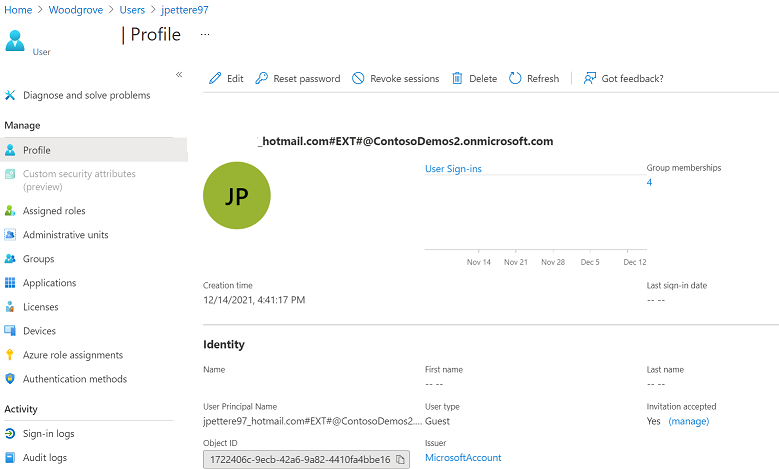 Home > Woodgrove > Users > jpettere97
| Profile ...
User
«
Edit Reset password Revoke sessions Delete Refresh | Got feedback?
Diagnose and solve problems
Manage
Profile
Custom security attributes
(preview)
Assigned roles
Administrative units
Groups
Applications
Licenses
Devices
Azure role assignments
Authentication methods
Activity
Sign-in logs
Audit logs
_hotmail.com#EXT#@ContosoDemos2.onmicrosoft.com
JP
User Sign-ins
Group memberships
4
Nov 14 Nov 21 Nov 28 Dec 5 Dec 12
Creation time
12/14/2021, 4:41:17 PM
Last sign-in date
-- --
Identity
Name First name Last name
-- -- -- --
User Principal Name User type Invitation accepted
jpettere97_hotmail.com#EXT#@ContosoDemos2.... Guest Yes (manage)
Object ID Issuer
1722406c-9ecb-42a6-9a82-4410fa4bbe16 MicrosoftAccount